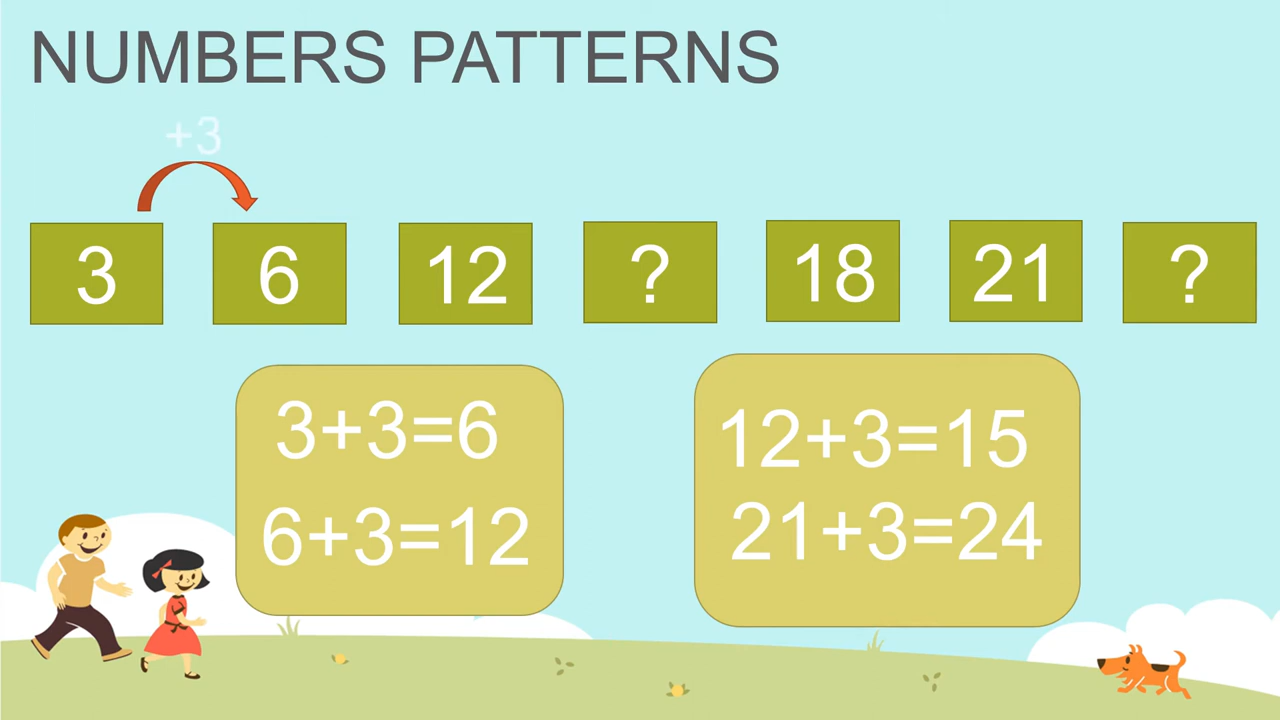 NUMBERS PATTERNS
+3
3 6 12 ? 18 21 ?
3+3=6
6+3=12
12+3=15
21+3=24